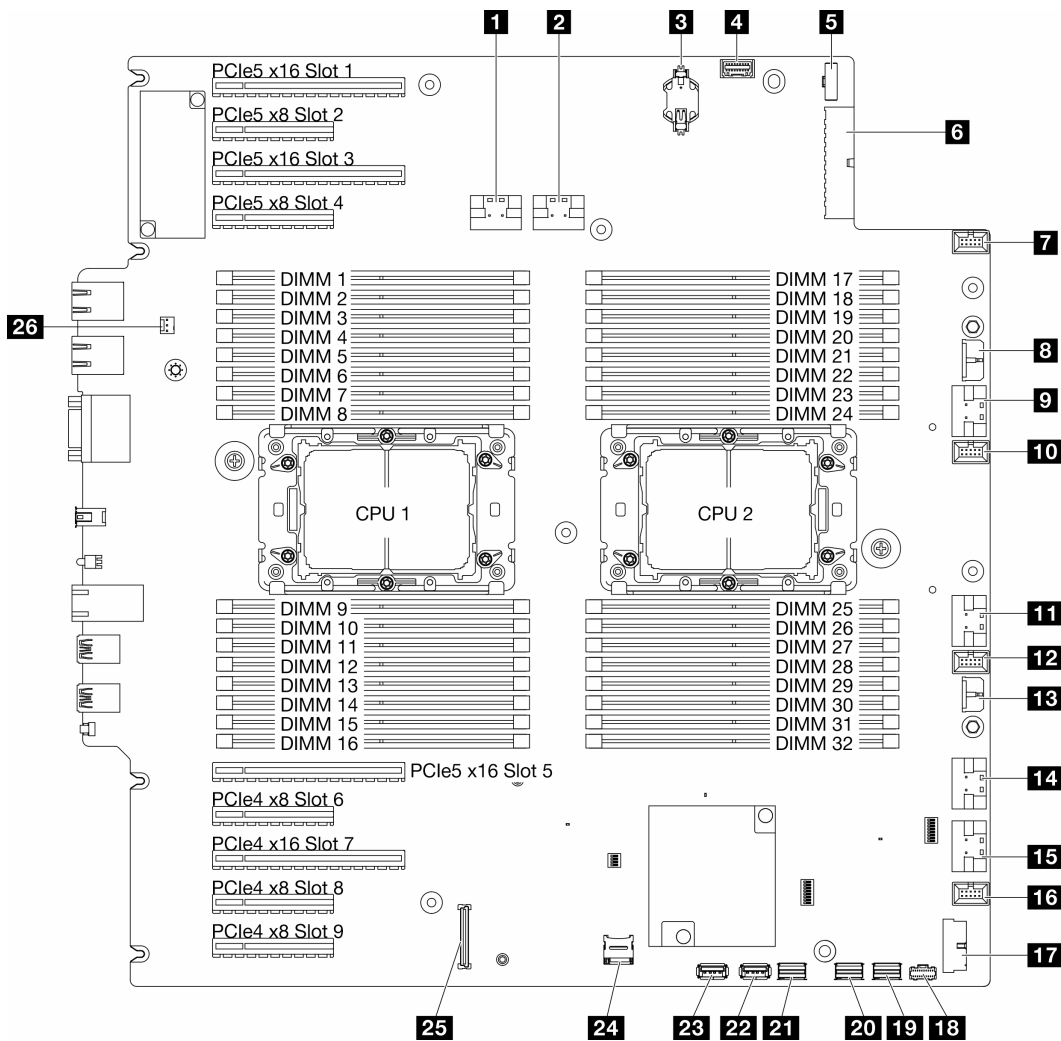 1
2
3
4
5
PCIe5 x16 Slot 1
PCIe5 x8 Slot 2
6
PCIe5 x16 Slot 3
PCIe5 x8 Slot 4
7
DIMM 1
DIMM 2
DIMM 3
DIMM 4
DIMM 5
DIMM 6
DIMM 7
DIMM 8
DIMM 17
DIMM 18
DIMM 19
DIMM 20
DIMM 21
DIMM 22
DIMM 23
DIMM 24
26
8
9
10
CPU 1
CPU 2
DIMM 9
DIMM 10
DIMM 11
DIMM 12
DIMM 13
DIMM 14
DIMM 15
DIMM 16
DIMM 25
DIMM 26
DIMM 27
DIMM 28
DIMM 29
DIMM 30
DIMM 31
DIMM 32
11
12
13
PCIe5 x16 Slot 5
PCIe4 x8 Slot 6
PCIe4 x16 Slot 7
PCIe4 x8 Slot 8
PCIe4 x8 Slot 9
14
15
16
17
25
24
23
22
21
20
19
18